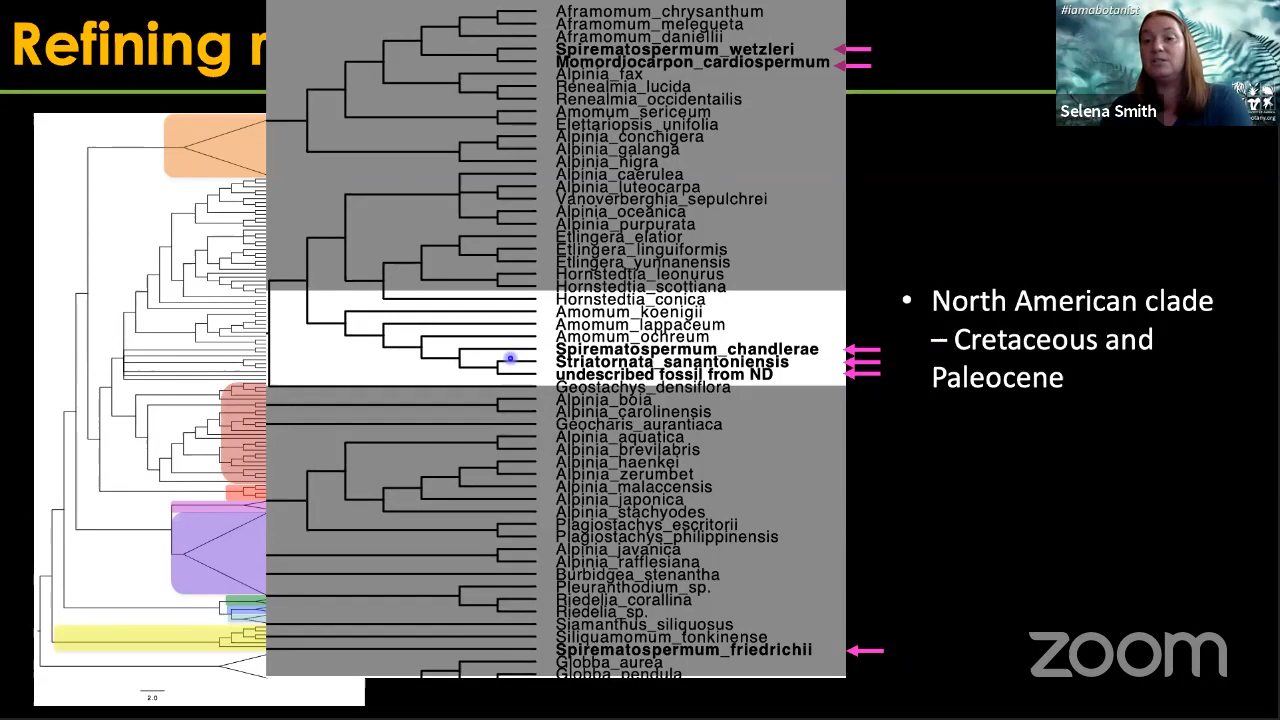 Refining
Aframomum_chrysanthum
Aframomum_melegueta
Aframomum_daniellii
Spirematospermum_wetzleri
Momordiocarpon_cardiospermum
Alpinia_fax
Renealmia_lucida
Renealmia_occidentailis
Amomum_sericeum
Elettariopsis_unifolia
Alpinia_conchigera
Alpinia_galanga
Alpinia_nigra
Alpinia_caerulea
Alpinia_luteocarpa
Vanoverberghia_sepulchrei
Alpinia_oceanica
Alpinia_purpurata
Etlingera_elatior
Etlingera_linguiformis
Etlingera_yunnanensis
Hornstedtia_leonurus
Hornstedtia_scottiana
Hornstedtia_conica
Amomum_koenigii
Amomum_lappaceum
Amomum_ochreum
Spirematospermum_chandlerae
Striatornata_sanantoniensis
undescribed fossil from ND
Geostachys_densiflora
Alpinia_boia
Alpinia_carolinensis
Geocharis_aurantiaca
Alpinia_aquatica
Alpinia_brevilabris
Alpinia_haenkei
Alpinia_zerumbet
Alpinia_malaccensis
Alpinia_japonica
Alpinia_stachyodes
Plagiostachys_escritorii
Plagiostachys_philippinensis
Alpinia_javanica
Alpinia_rafflesiana
Burbidgea_stenantha
Pleuranthodium_sp.
Riedelia_corallina
Riedelia_sp.
Siamanthus_siliquosus
Siliquamomum_tonkinense
Spirematospermum_friedrichii
Globba_aurea
Globba_pendula
2.0
• North American clade
– Cretaceous and
Paleocene
#iamabotanist
Selena Smith
zoom